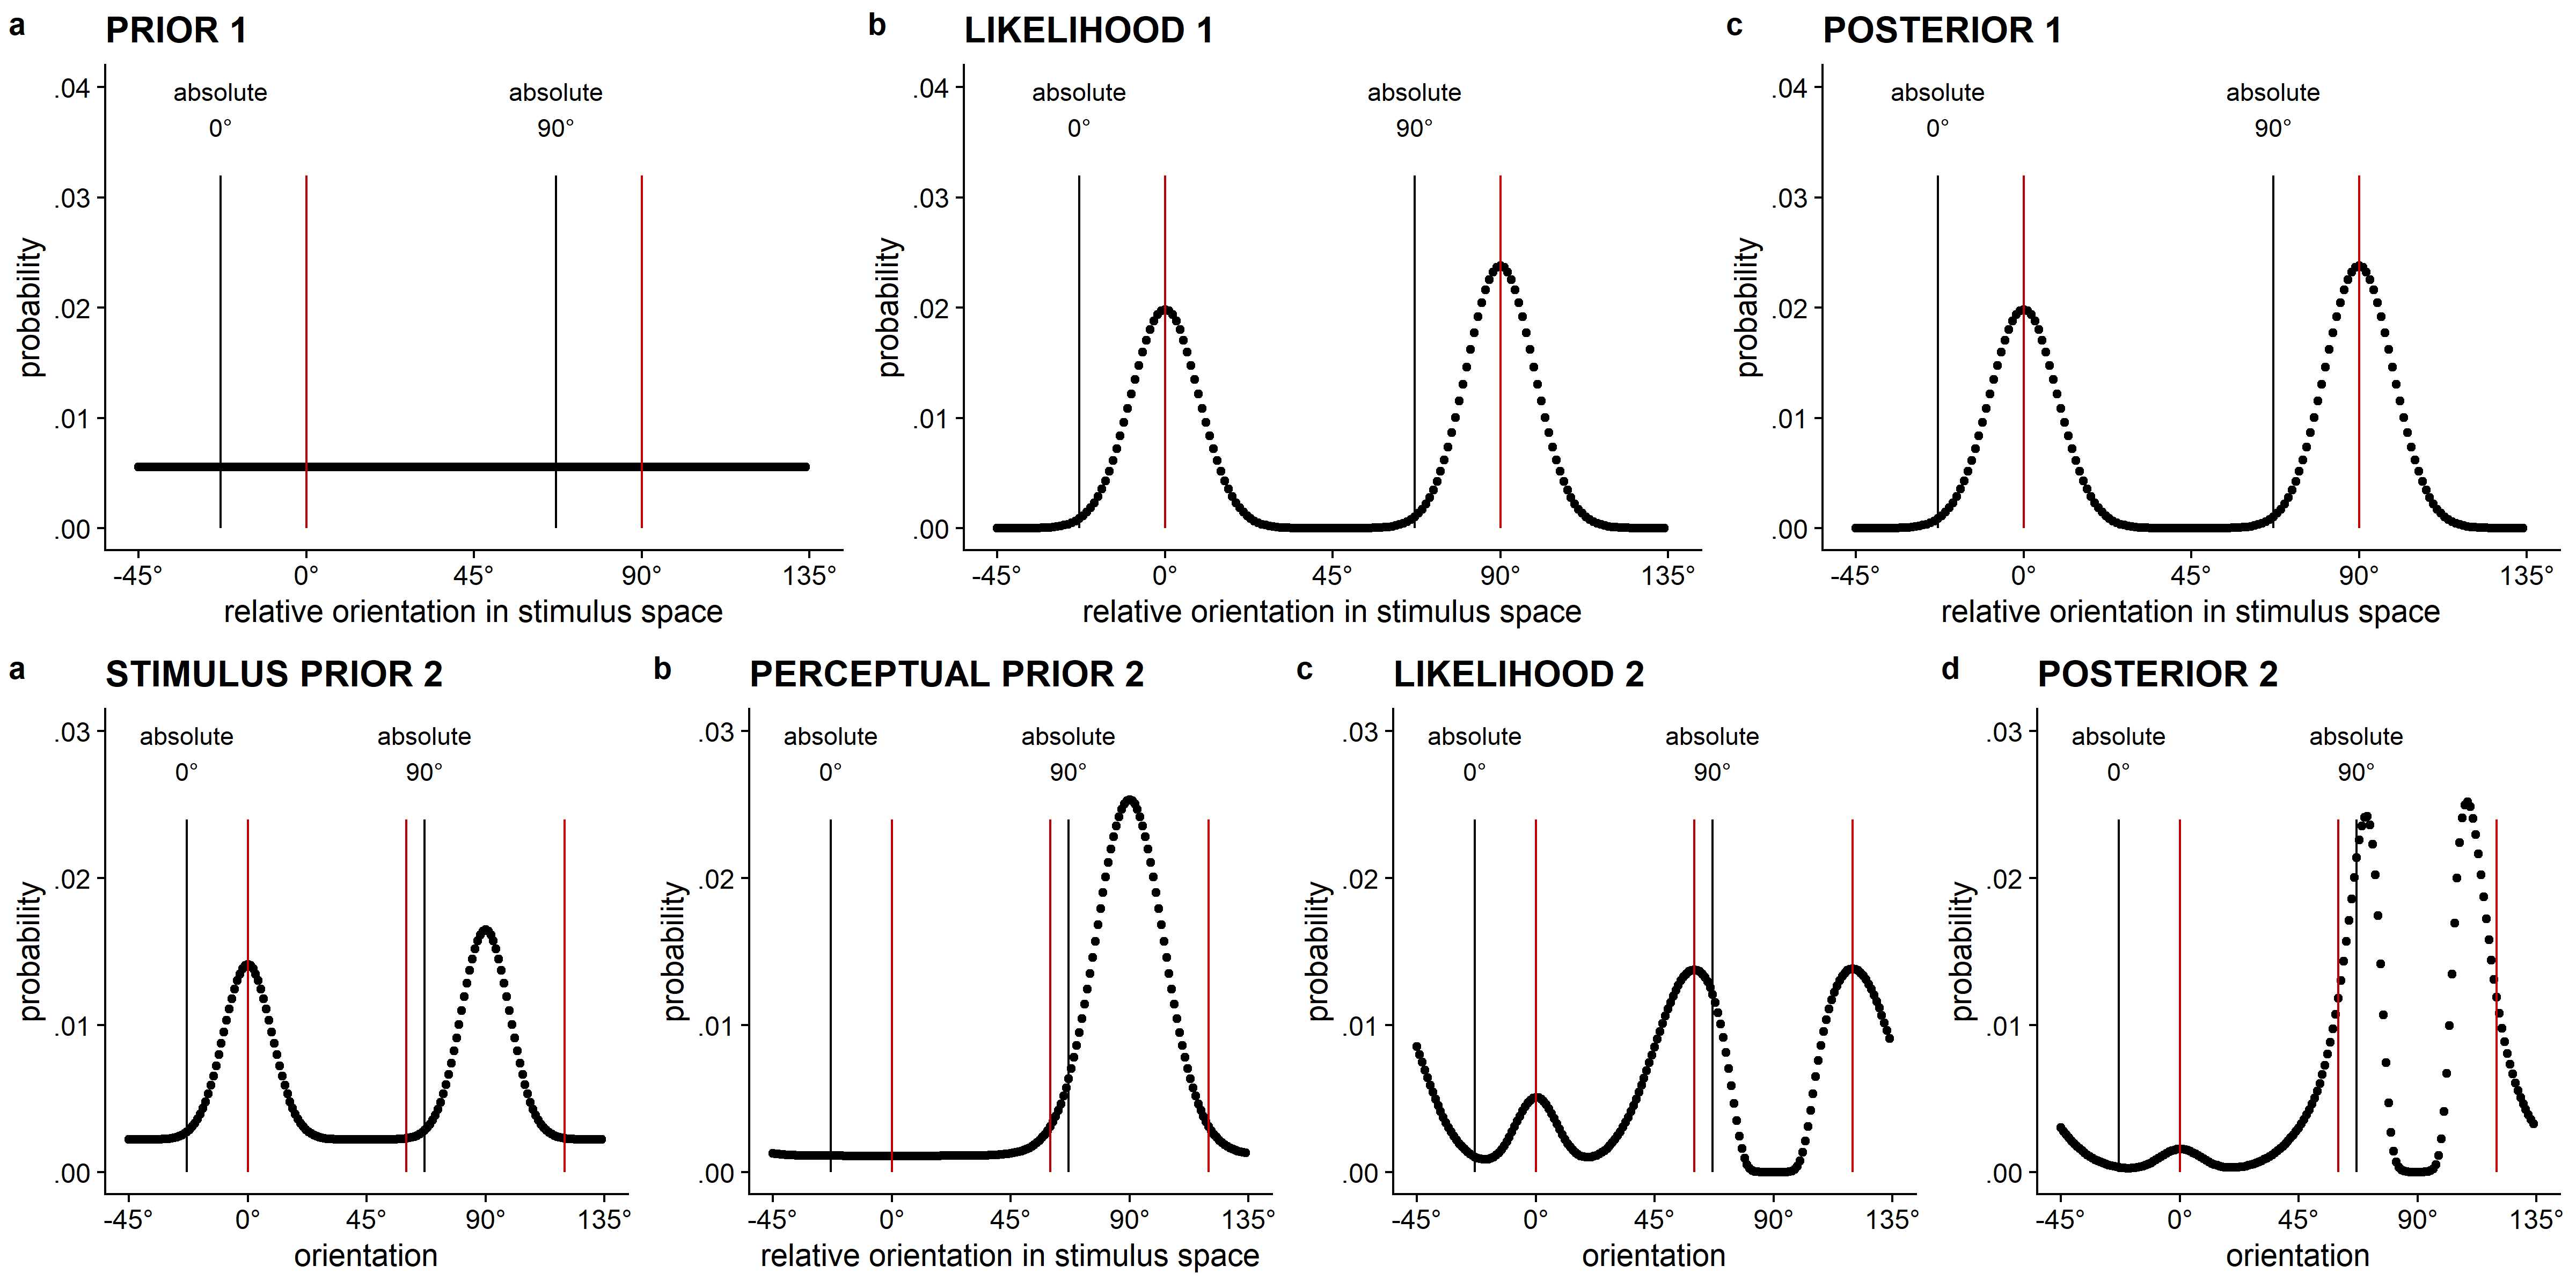 a PRIOR 1
.04
.03
.02
.01
.00
probability
absolute
0°
absolute
90°
-45° 0° 45° 90° 135°
relative orientation in stimulus space
b LIKELIHOOD 1
.04
.03
.02
.01
.00
probability
absolute
0°
absolute
90°
-45° 0° 45° 90° 135°
relative orientation in stimulus space
c POSTERIOR 1
.04
.03
.02
.01
.00
probability
absolute
0°
absolute
90°
-45° 0° 45° 90° 135°
relative orientation in stimulus space
a STIMULUS PRIOR 2
.03
.02
.01
.00
probability
absolute
0°
absolute
90°
-45° 0° 45° 90° 135°
orientation
b PERCEPTUAL PRIOR 2
.03
.02
.01
.00
probability
absolute
0°
absolute
90°
-45° 0° 45° 90° 135°
relative orientation in stimulus space
c LIKELIHOOD 2
.03
.02
.01
.00
probability
absolute
0°
absolute
90°
-45° 0° 45° 90° 135°
orientation
d POSTERIOR 2
.03
.02
.01
.00
probability
absolute
0°
absolute
90°
-45° 0° 45° 90° 135°
orientation